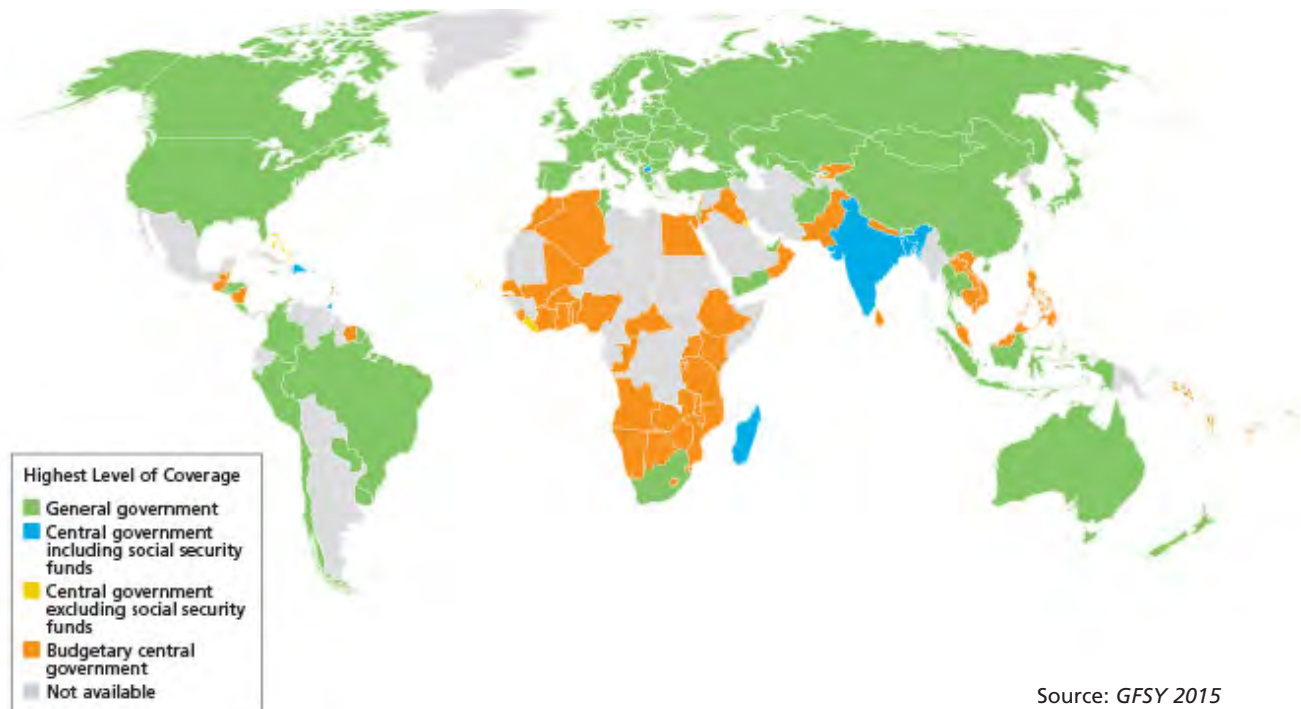 Highest Level of Coverage
General government
Central government
including social security
funds
Central government
excluding social security
funds
Budgetary central
government
Not available
Source: GFSY 2015